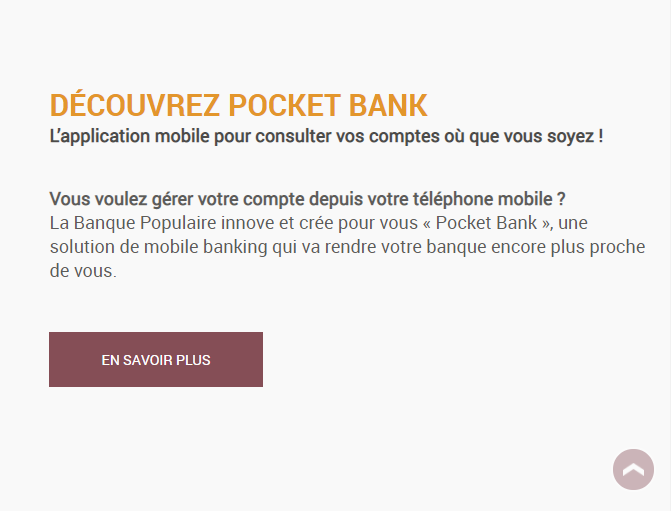 DÉCOUVREZ POCKET BANK
L’application mobile pour consulter vos comptes où que vous soyez !
Vous voulez gérer votre compte depuis votre téléphone mobile ?
La Banque Populaire innove et crée pour vous « Pocket Bank », une
solution de mobile banking qui va rendre votre banque encore plus proche
de vous.
EN SAVOIR PLUS